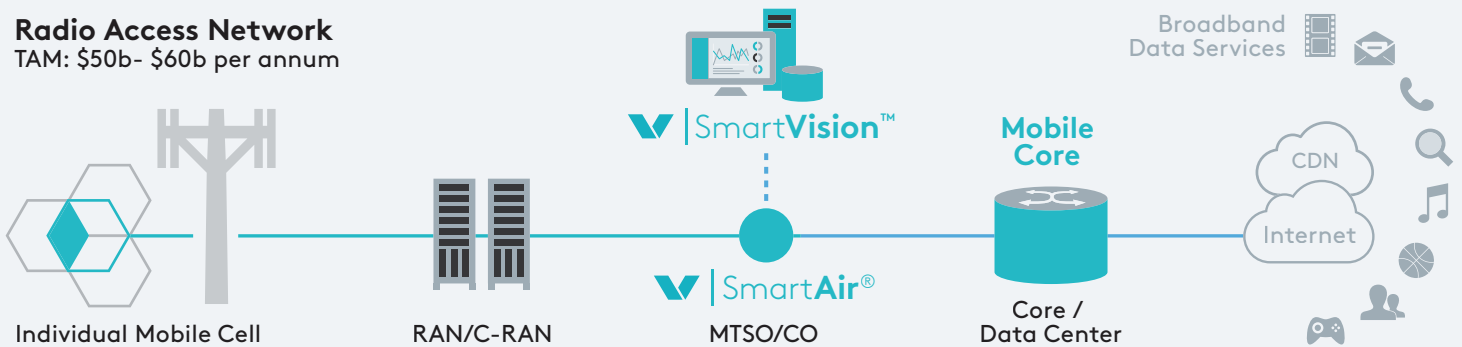 Radio Access Network
TAM: $50b- $60b per annum
Broadband
Data Services
SmartVision™
Mobile
Core
CDN
Internet
SmartAir®
Individual Mobile Cell
RAN/C-RAN
MTSO/CO
Core /
Data Center